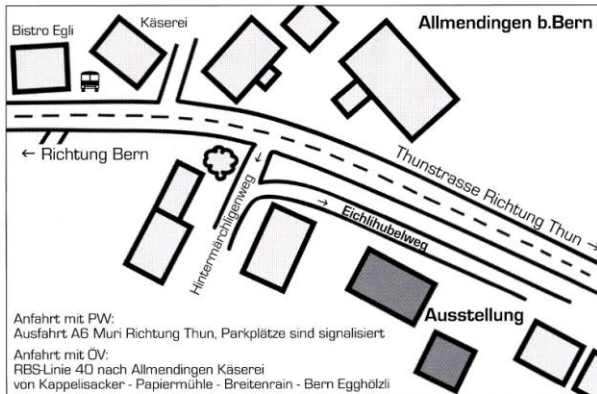 Allmendingen b.Bern
Bistro Egli
Käserei
← Richtung Bern
Thunstrasse Richtung Thun →
Hintermärchligenweg
Eichlihubelweg
Ausstellung
Anfahrt mit PW:
Ausfahrt A6 Muri Richtung Thun, Parkplätze sind signalisiert
Anfahrt mit ÖV:
RBS-Linie 40 nach Allmendingen Käserei
von Kappelisacker - Papiermühle - Breitenrain - Bern Egghölzli